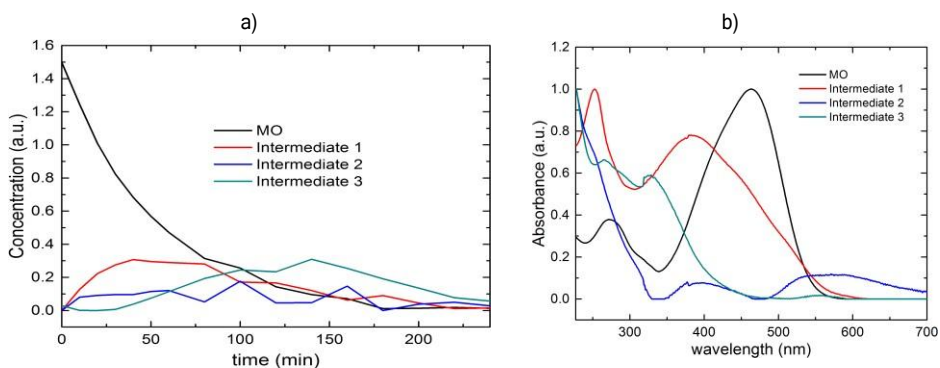 a)
1.6
1.4
1.2
1.0
0.8
0.6
0.4
0.2
0.0
Concentration (a.u.)
MO
Intermediate 1
Intermediate 2
Intermediate 3
0 50 100 150 200
time (min)
b)
1.2
1.0
0.8
0.6
0.4
0.2
0.0
Absorbance (a.u.)
MO
Intermediate 1
Intermediate 2
Intermediate 3
300 400 500 600 700
wavelength (nm)